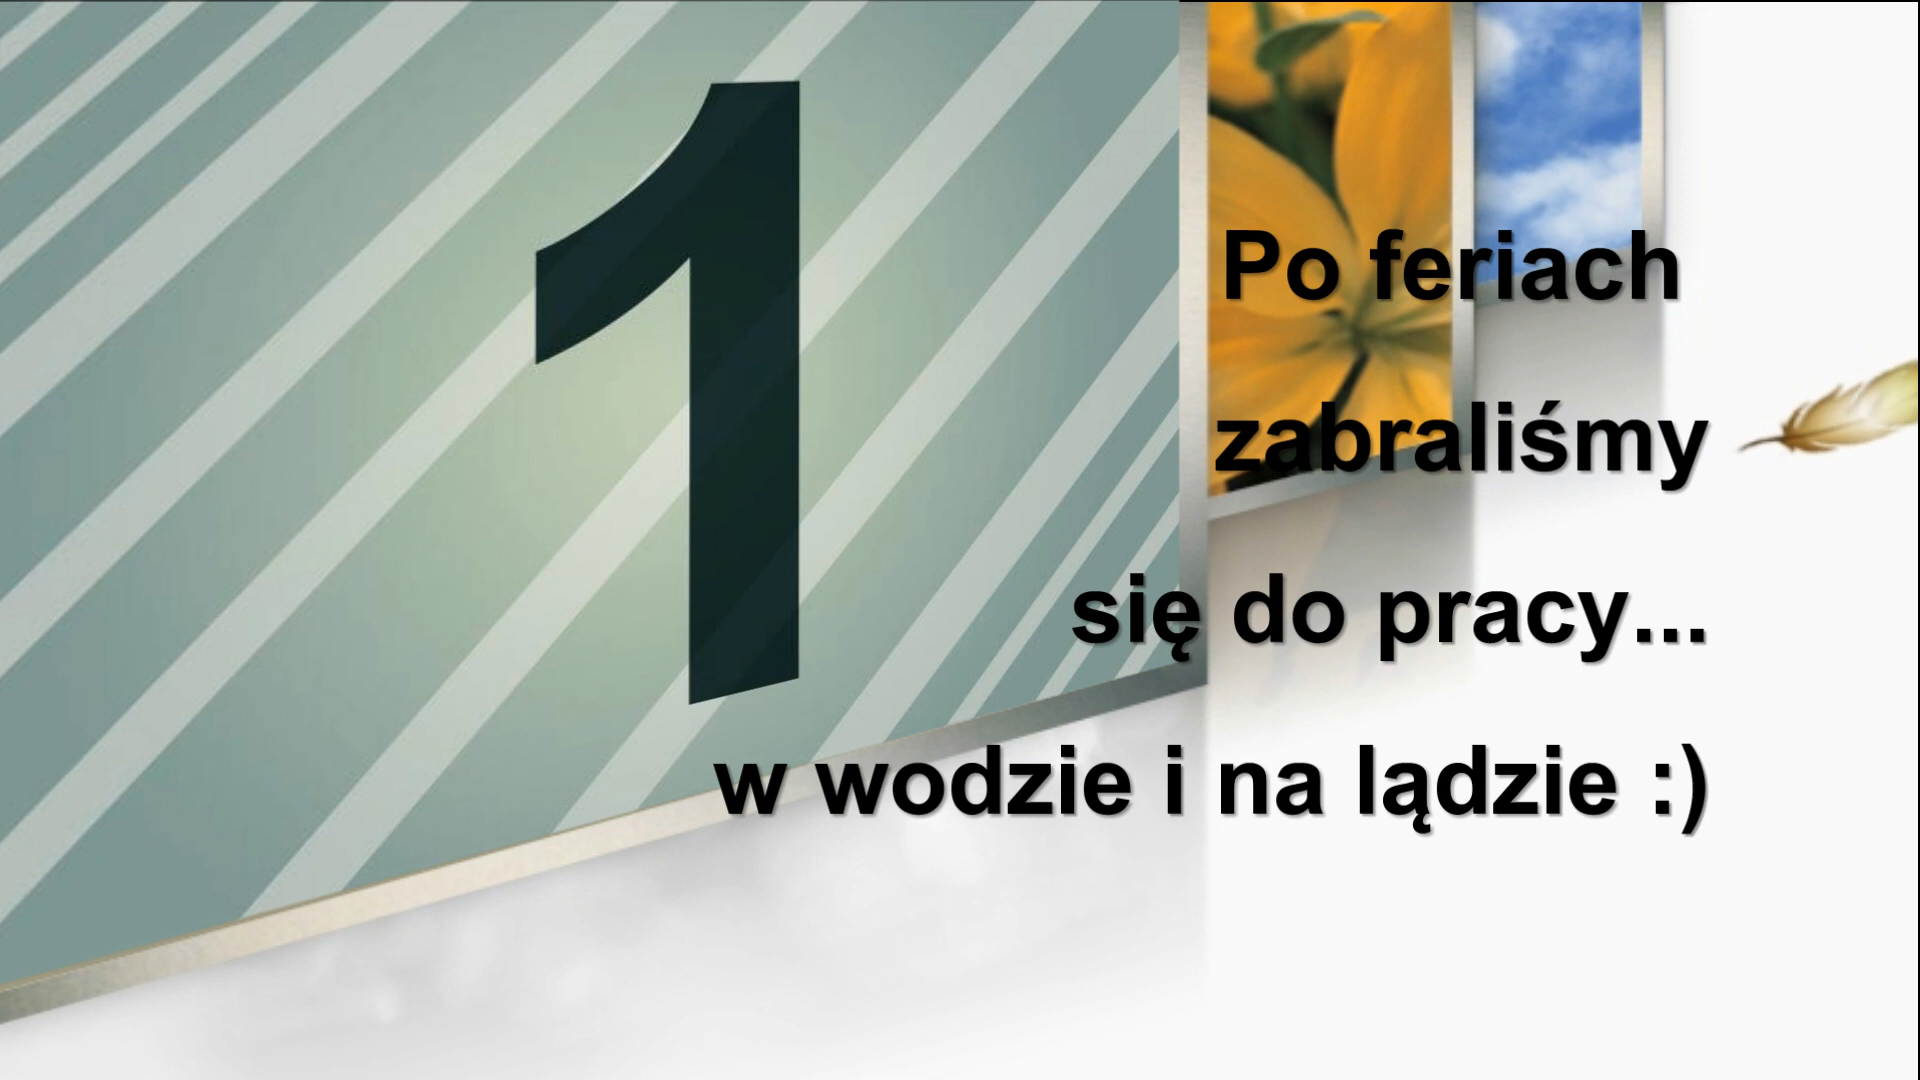 1
Po feriach
zabraliśmy
się do pracy...
w wodzie i na lądzie :)